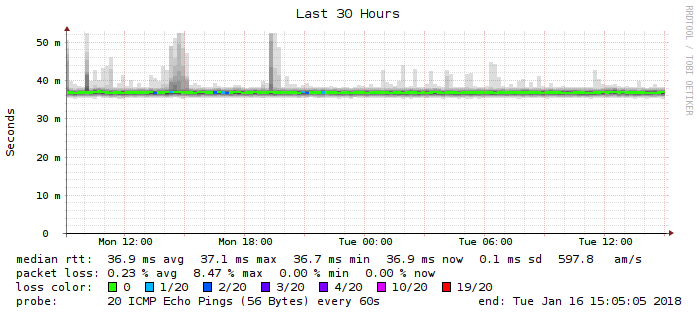 Last 30 Hours
RRDTOOL / TOBI OETIKER
Seconds
50 m
40 m
30 m
20 m
10 m
0
Mon 12:00 Mon 18:00 Tue 00:00 Tue 06:00 Tue 12:00
median rtt: 36.9 ms avg 37.1 ms max 36.7 ms min 36.9 ms now 0.1 ms sd 597.8 am/s
packet loss: 0.23 % avg 8.47 % max 0.00 % min 0.00 % now
loss color: 0 1/20 2/20 3/20 4/20 10/20 19/20
probe: 20 ICMP Echo Pings (56 Bytes) every 60s end: Tue Jan 16 15:05:05 2018